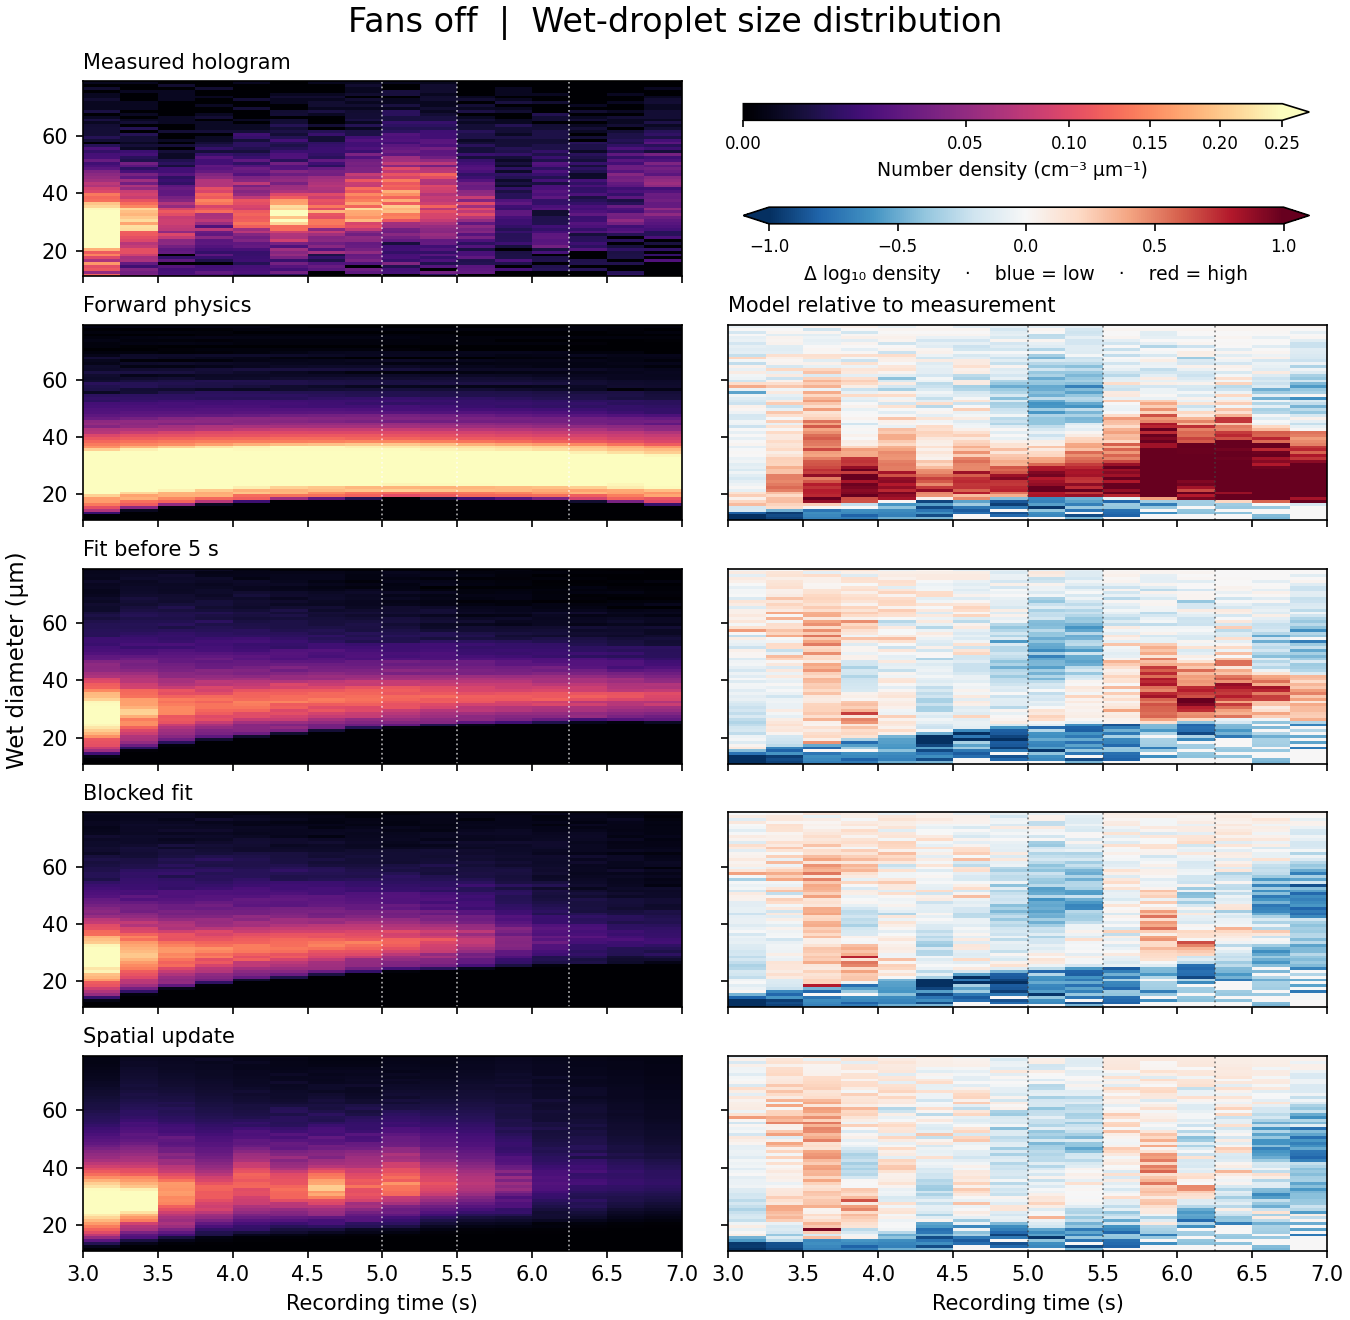 Fans off | Wet-droplet size distribution
Measured hologram
60
40
20
0.00 0.05 0.10 0.15 0.20 0.25
Number density (cm⁻³ μm⁻¹)
−1.0 −0.5 0.0 0.5 1.0
Δ log₁₀ density · blue = low · red = high
Forward physics
Model relative to measurement
60
40
20
Fit before 5 s
60
40
20
Wet diameter (μm)
Blocked fit
60
40
20
Spatial update
60
40
20
3.0 3.5 4.0 4.5 5.0 5.5 6.0 6.5 7.0
3.0 3.5 4.0 4.5 5.0 5.5 6.0 6.5 7.0
Recording time (s)
Recording time (s)